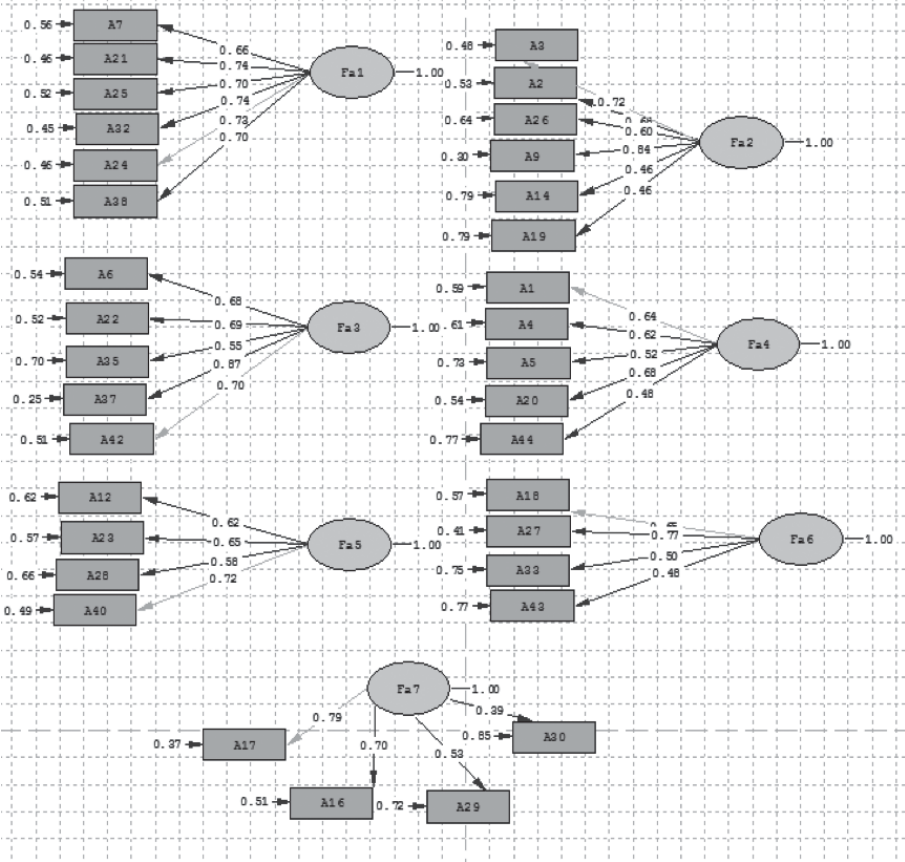 0.56 A7
0.46 A21
0.52 A25
0.45 A32
0.46 A24
0.51 A38
0.66
0.74
0.70
0.74
0.73
0.70
Fa1 1.00
0.48 A3
0.53 A2
0.64 A26
0.30 A9
0.79 A14
0.79 A19
0.72
0.60
0.84
0.46
0.46
Fa2 1.00
0.54 A6
0.52 A22
0.70 A35
0.25 A37
0.51 A42
0.68
0.69
0.55
0.87
0.70
Fa3 1.00
0.59 A1
0.61 A4
0.73 A5
0.54 A20
0.77 A44
0.64
0.62
0.52
0.68
0.48
Fa4 1.00
0.62 A12
0.57 A23
0.66 A28
0.49 A40
0.62
0.65
0.58
0.72
Fa5 1.00
0.57 A18
0.41 A27
0.75 A33
0.77 A43
0.77
0.50
0.48
Fa6 1.00
Fa7 1.00
0.79
0.70
0.53
0.39
0.37 A17
0.85 A30
0.51 A16
0.72 A29